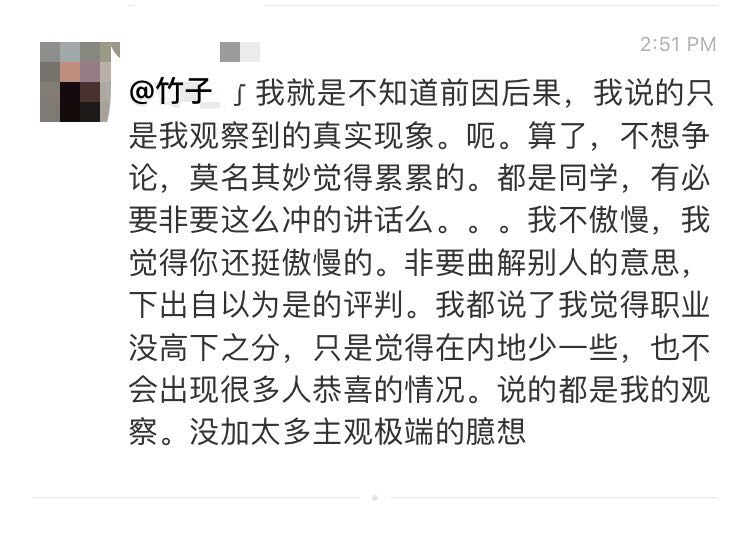 2:51 PM
@竹子 ∫ 我就是不知道前因后果，我说的只
是我观察到的真实现象。呃。算了，不想争
论，莫名其妙觉得累累的。都是同学，有必
要非要这么冲的讲话么。。。我不傲慢，我
觉得你还挺傲慢的。非要曲解别人的意思，
下出自以为是的评判。我都说了我觉得职业
没高下之分，只是觉得在内地少一些，也不
会出现很多人恭喜的情况。说的都是我的观
察。没加太多主观极端的臆想